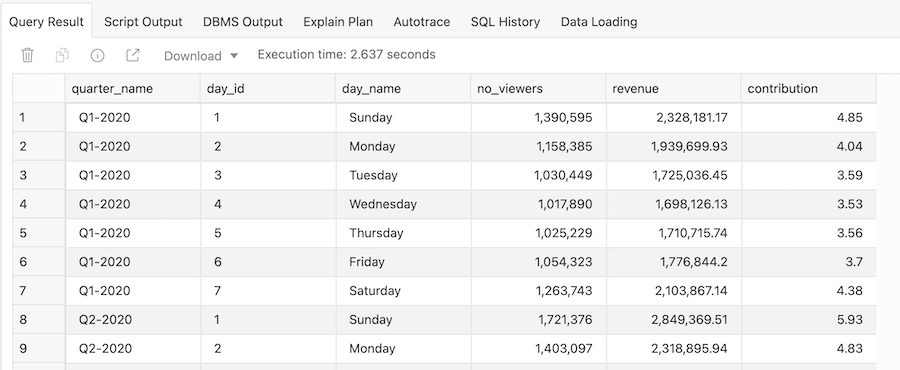 Query Result Script Output DBMS Output Explain Plan Autotrace SQL History Data Loading
Download Execution time: 2.637 seconds
quarter_name day_id day_name no_viewers revenue contribution
1 Q1-2020 1 Sunday 1,390,595 2,328,181.17 4.85
2 Q1-2020 2 Monday 1,158,385 1,939,699.93 4.04
3 Q1-2020 3 Tuesday 1,030,449 1,725,036.45 3.59
4 Q1-2020 4 Wednesday 1,017,890 1,698,126.13 3.53
5 Q1-2020 5 Thursday 1,025,229 1,710,715.74 3.56
6 Q1-2020 6 Friday 1,054,323 1,776,844.2 3.7
7 Q1-2020 7 Saturday 1,263,743 2,103,867.14 4.38
8 Q2-2020 1 Sunday 1,721,376 2,849,369.51 5.93
9 Q2-2020 2 Monday 1,403,097 2,318,895.94 4.83